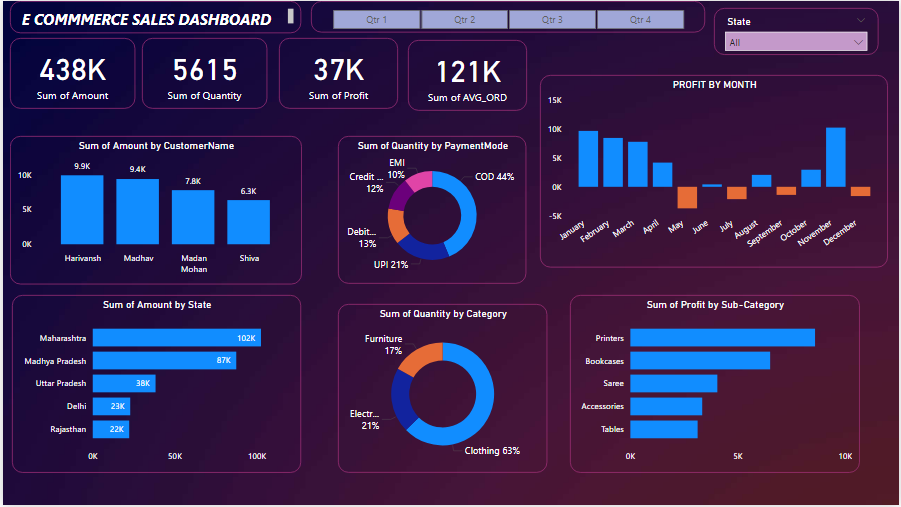 E COMMMERCE SALES DASHBOARD
Qtr 1
Qtr 2
Qtr 3
Qtr 4
State
All
438K
Sum of Amount
5615
Sum of Quantity
37K
Sum of Profit
121K
Sum of AVG_ORD
PROFIT BY MONTH
15K
10K
5K
0K
-5K
January
February
March
April
May
June
July
August
September
October
November
December
Sum of Amount by CustomerName
10K
5K
0K
9.9K
9.4K
7.8K
6.3K
Harivansh
Madhav
Madan
Mohan
Shiva
Sum of Quantity by PaymentMode
EMI
10%
Credit ...
12%
Debit...
13%
UPI 21%
COD 44%
Sum of Amount by State
Maharashtra
102K
Madhya Pradesh
87K
Uttar Pradesh
38K
Delhi
23K
Rajasthan
22K
0K
50K
100K
Sum of Quantity by Category
Furniture
17%
Electr...
21%
Clothing 63%
Sum of Profit by Sub-Category
Printers
Bookcases
Saree
Accessories
Tables
0K
5K
10K